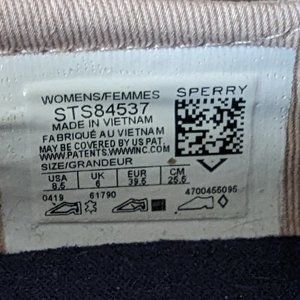 WOMENS/FEMMES SPERRY
STS84537
MADE IN VIETNAM
FABRIQUÉ AU VIETNAM
MAY BE COVERED BY US PAT.
WWW.PATENTS.WWWINC.COM
SIZE/GRANDEUR
USA UK EUR CM
8.5 6 39.5 25.5
0419 61790 4700455095